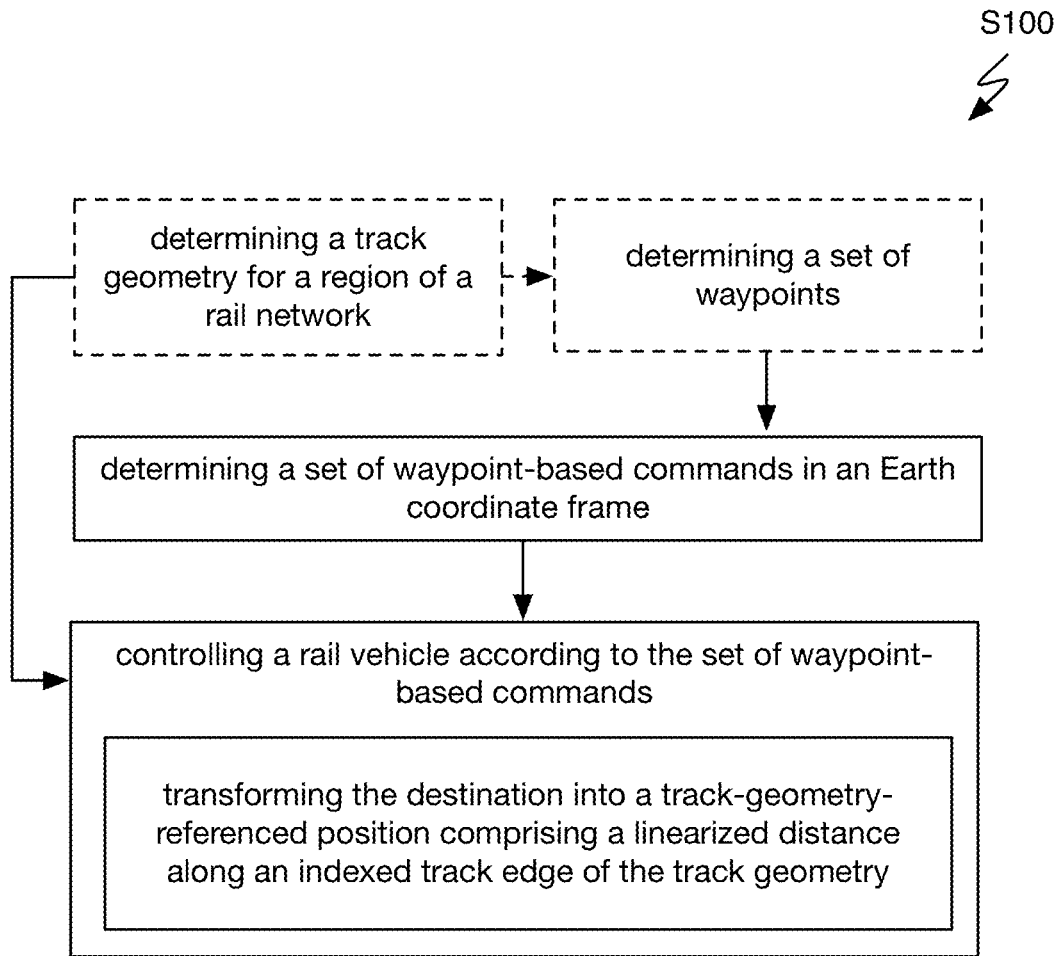 S100
determining a track
geometry for a region of a
rail network
determining a set of
waypoints
determining a set of waypoint-based commands in an Earth
coordinate frame
controlling a rail vehicle according to the set of waypoint-
based commands
transforming the destination into a track-geometry-
referenced position comprising a linearized distance
along an indexed track edge of the track geometry